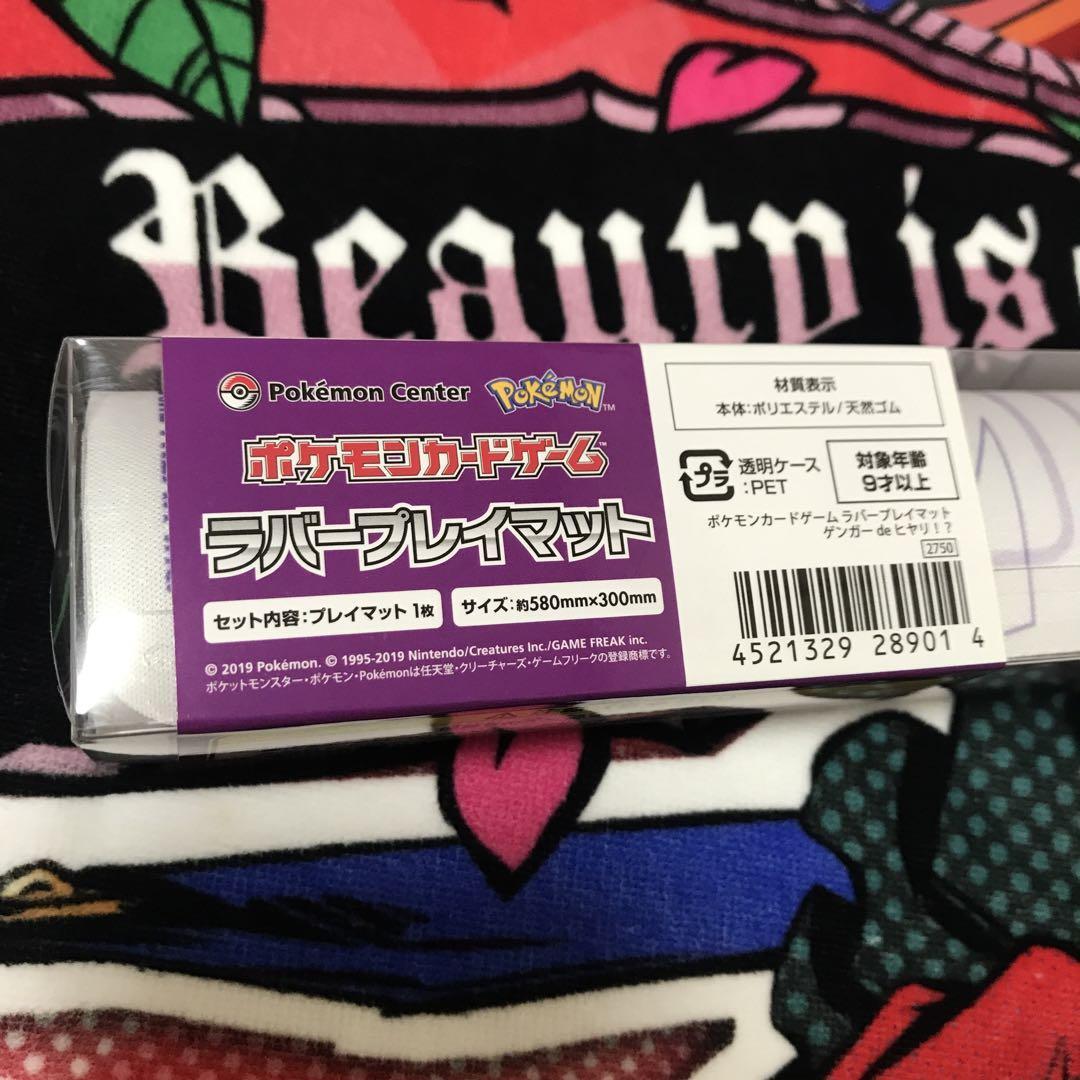 Beauty is
Pokémon Center
POKéMON™
ポケモンカードゲーム™
ラバープレイマット
セット内容:プレイマット 1枚
サイズ:約580mm×300mm
© 2019 Pokémon. © 1995-2019 Nintendo/Creatures Inc./GAME FREAK inc.
ポケットモンスター・ポケモン・Pokémonは任天堂・クリーチャーズ・ゲームフリークの登録商標です。
材質表示
本体:ポリエステル/天然ゴム
プラ
透明ケース
:PET
対象年齢
9才以上
ポケモンカードゲーム ラバープレイマット
ゲンガー de ヒヤリ!?
2750
4521329 28901 4